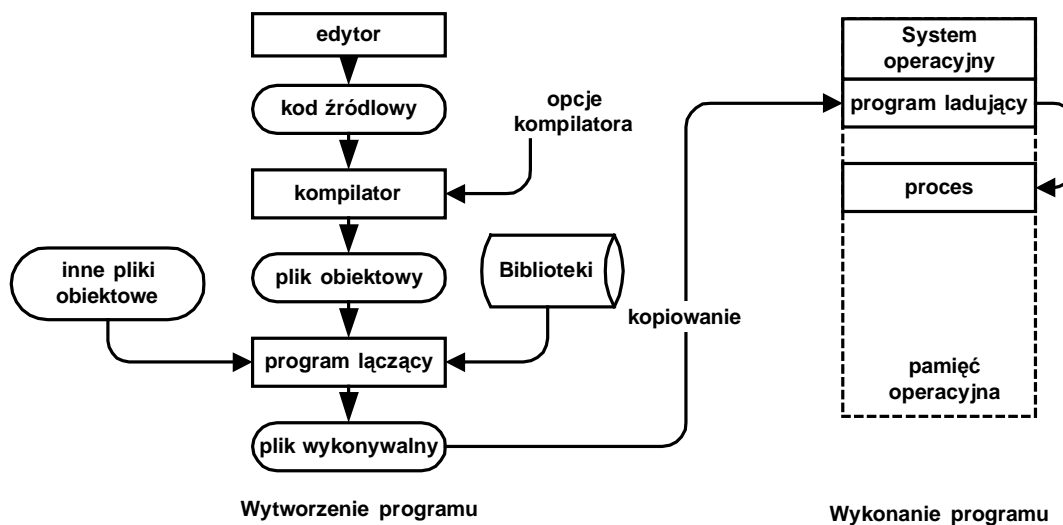 edytor
kod źródlowy
opcje
kompilatora
kompilator
inne pliki
obiektowe
plik obiektowy
Biblioteki
kopiowanie
program lączący
plik wykonywalny
Wytworzenie programu
System
operacyjny
program ladujący
proces
pamięć
operacyjna
Wykonanie programu